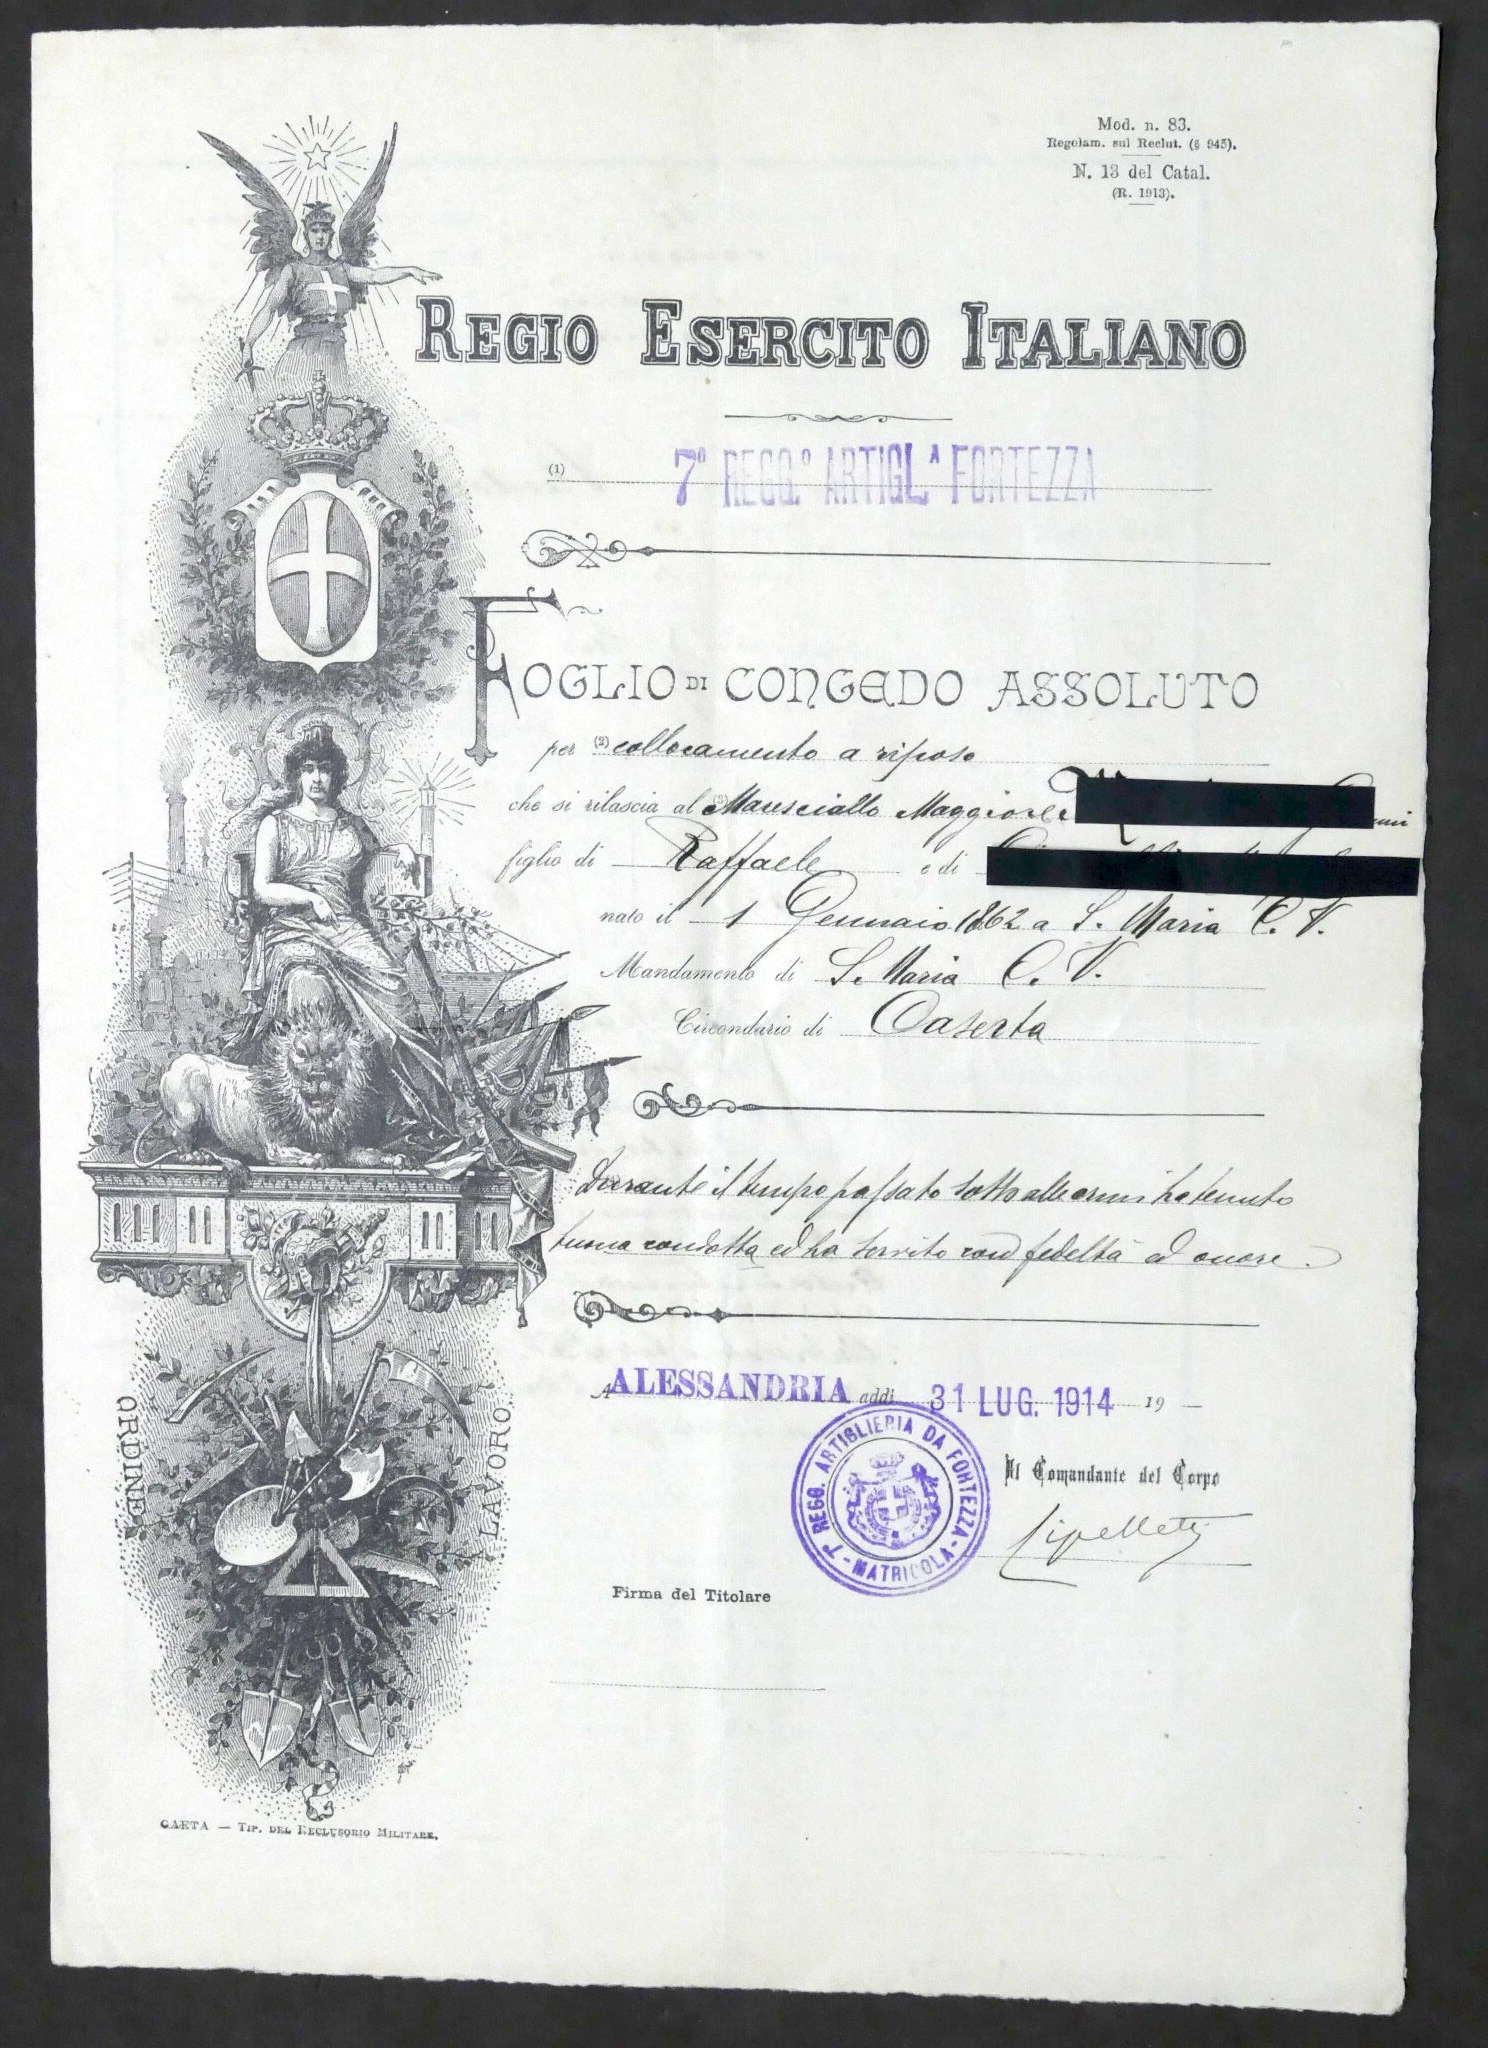 Mod. n. 83.
Regolam. sul Reclut. (§ 945).
N. 13 del Catal.
(R. 1913).
REGIO ESERCITO ITALIANO
(1) 7° REGG.° ARTIGL.A FORTEZZA
FOGLIO DI CONGEDO ASSOLUTO
per (2) collocamento a riposo
che si rilascia al (3) Maresciallo Maggiore
figlio di Raffaele e di
nato il 1 Gennaio 1862 a S. Maria C. V.
Mandamento di S. Maria C. V.
Circondario di Caserta
Durante il tempo passato sotto alle armi ha tenuto
buona condotta ed ha servito con fedeltà ed onore.
A ALESSANDRIA addì 31 LUG. 1914 19
7° REGG. ARTIGLIERIA DA FORTEZZA - MATRICOLA -
Il Comandante del Corpo
Firma del Titolare
ORDINE
LAVORO
GAETA — TIP. DEL RECLUSORIO MILITARE.